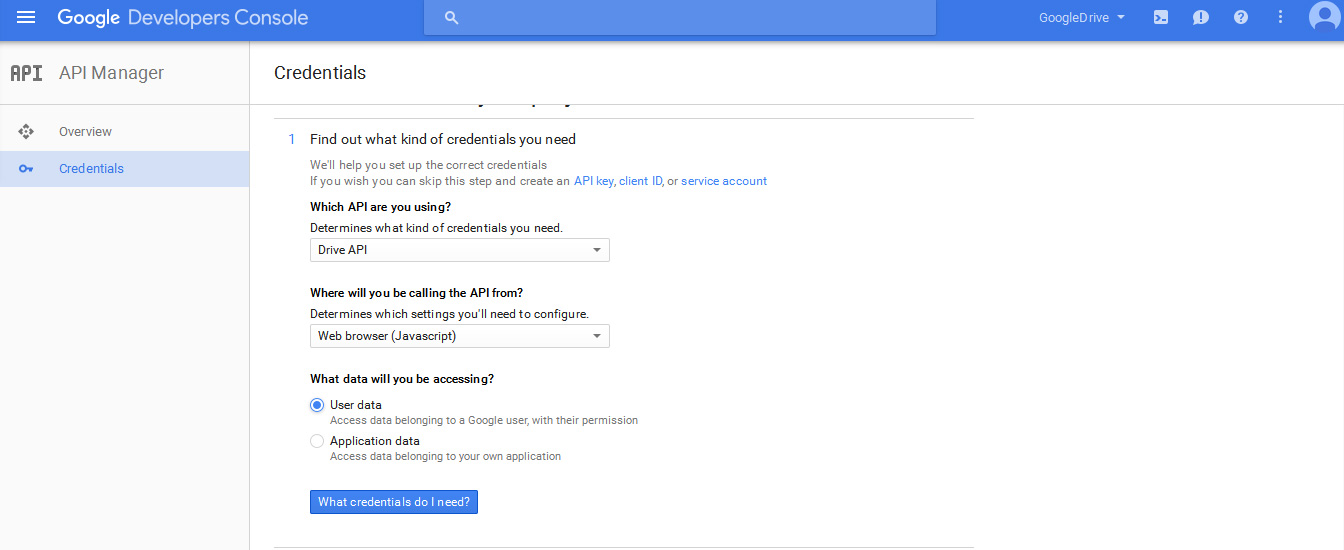 Google Developers Console
GoogleDrive
API API Manager
Credentials
Overview
Credentials
1 Find out what kind of credentials you need
We'll help you set up the correct credentials
If you wish you can skip this step and create an API key, client ID, or service account
Which API are you using?
Determines what kind of credentials you need.
Drive API
Where will you be calling the API from?
Determines which settings you'll need to configure.
Web browser (Javascript)
What data will you be accessing?
User data
Access data belonging to a Google user, with their permission
Application data
Access data belonging to your own application
What credentials do I need?